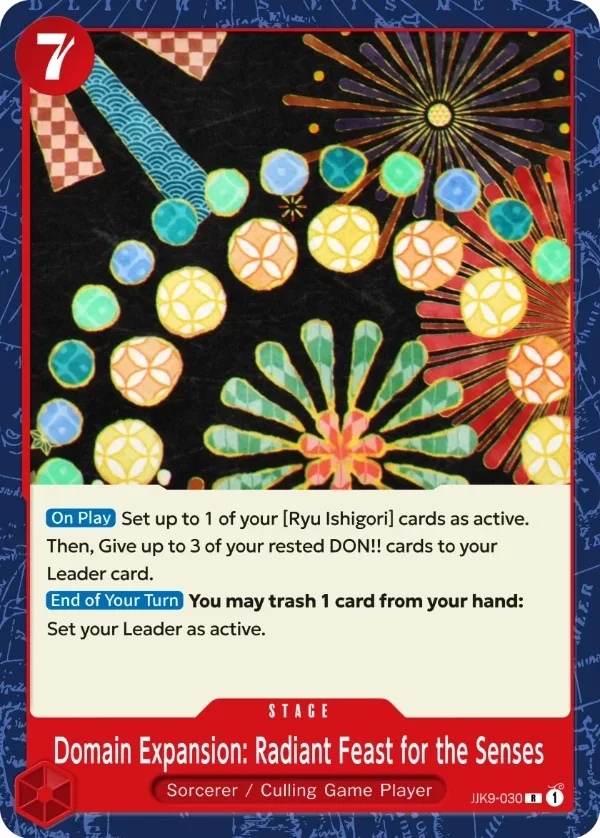 7
On Play Set up to 1 of your [Ryu Ishigori] cards as active.
Then, Give up to 3 of your rested DON!! cards to your
Leader card.
End of Your Turn You may trash 1 card from your hand:
Set your Leader as active.
STAGE
Domain Expansion: Radiant Feast for the Senses
Sorcerer / Culling Game Player
JJK9-030 R 1